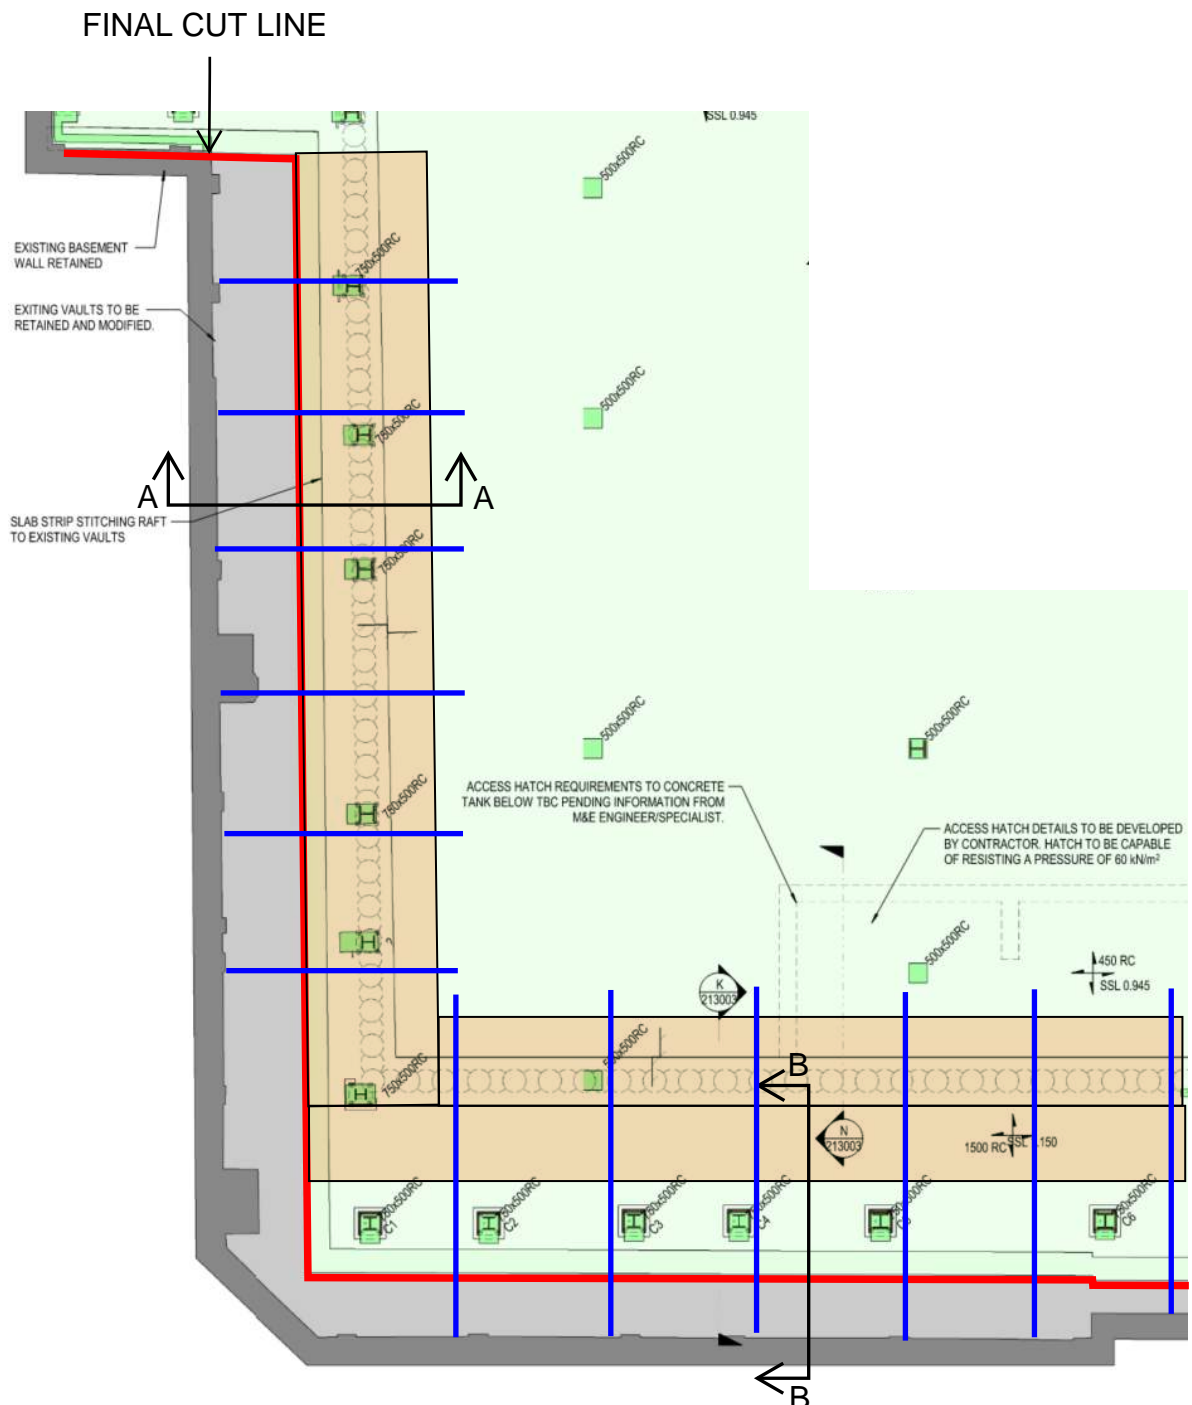 FINAL CUT LINE
SSL 0.945
500x500RC
EXISTING BASEMENT
WALL RETAINED
750x500RC
EXITING VAULTS TO BE
RETAINED AND MODIFIED.
500x500RC
780x500RC
A
A
SLAB STRIP STITCHING RAFT
TO EXISTING VAULTS
750x500RC
500x500RC
500x500RC
ACCESS HATCH REQUIREMENTS TO CONCRETE
TANK BELOW TBC PENDING INFORMATION FROM
M&E ENGINEER/SPECIALIST.
780x500RC
ACCESS HATCH DETAILS TO BE DEVELOPED
BY CONTRACTOR. HATCH TO BE CAPABLE
OF RESISTING A PRESSURE OF 60 kN/m²
?
500x500RC
450 RC
SSL 0.945
K
213003
B
750x500RC
N
213003
1500 RC
C1
C2
C3
C4
C6
B